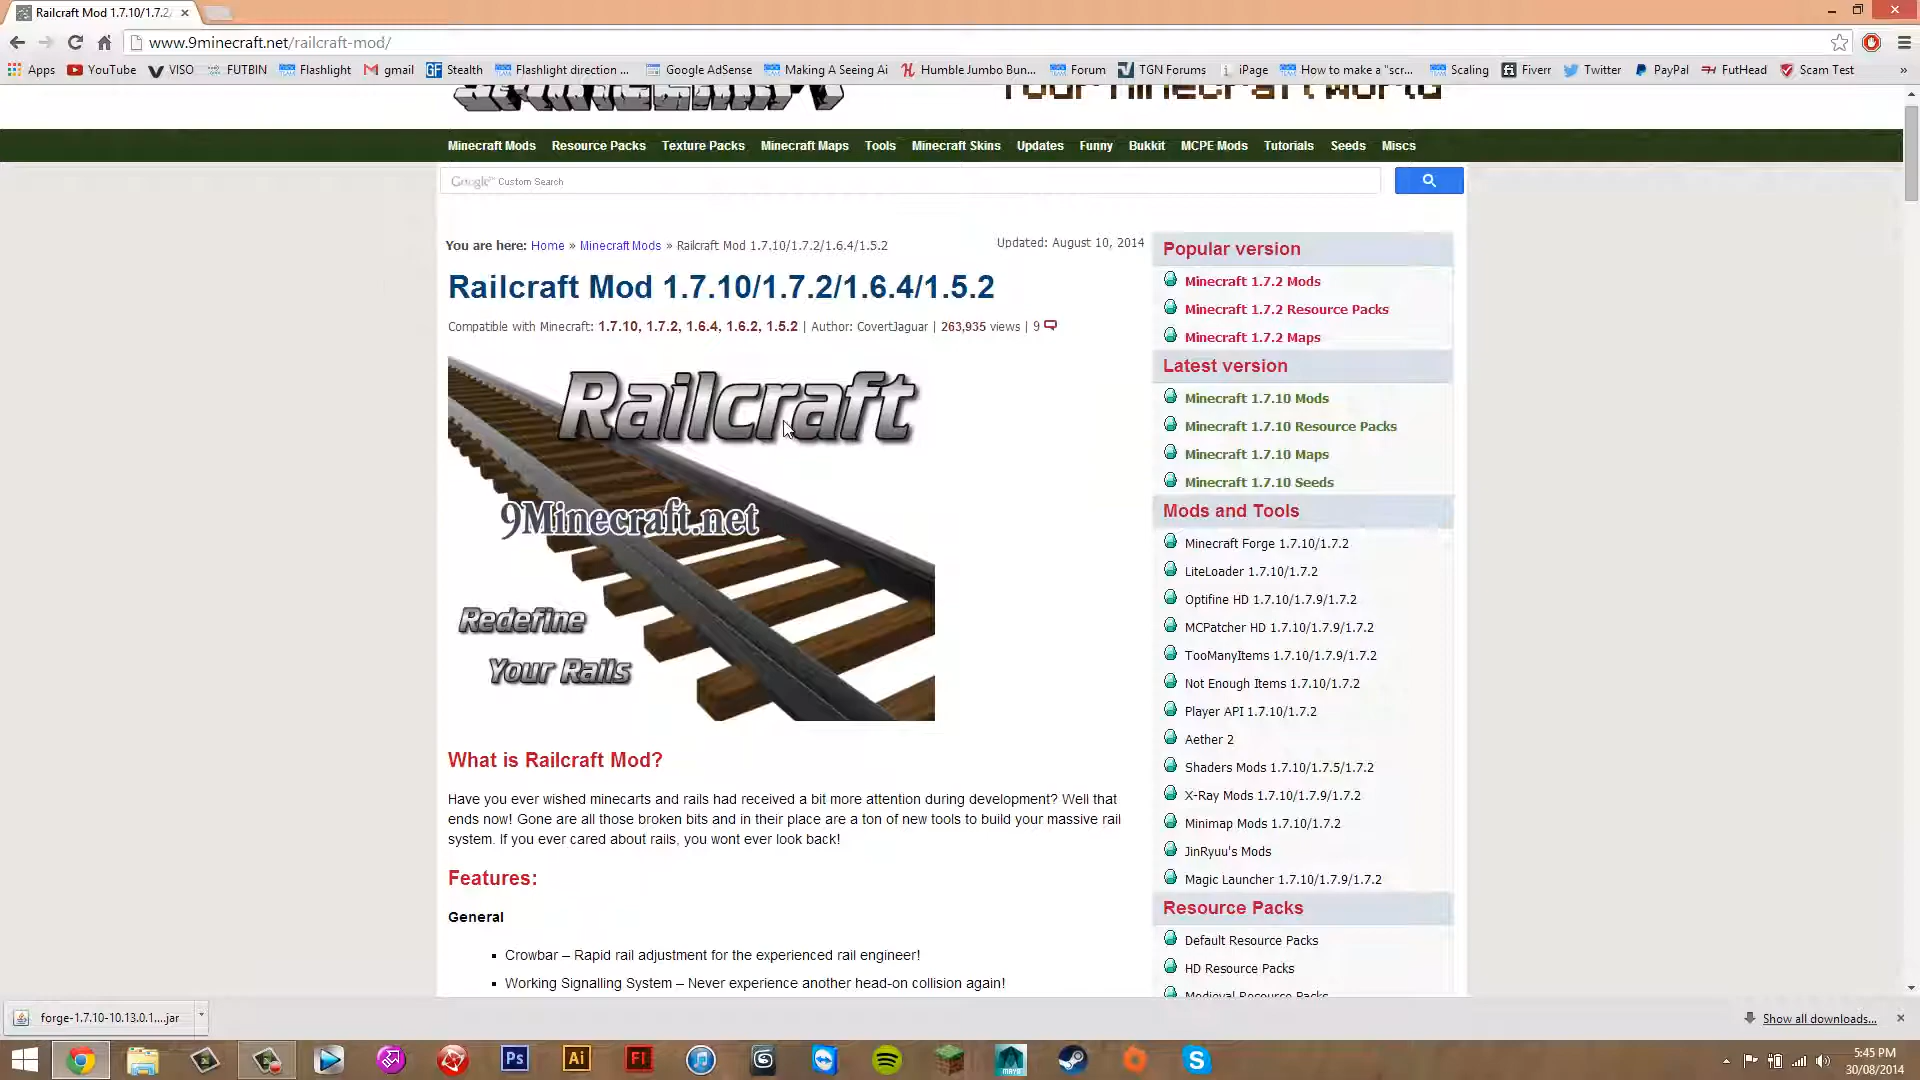 Railcraft Mod 1.7.10/1.7.2/
www.9minecraft.net/railcraft-mod/
Apps YouTube VISO FUTBIN Flashlight gmail Stealth Flashlight direction ... Google AdSense Making A Seeing Ai Humble Jumbo Bun... Forum TGN Forums iPage How to make a "scr... Scaling Fiverr Twitter PayPal FutHead Scam Test »
Your Minecraft World
Minecraft Mods Resource Packs Texture Packs Minecraft Maps Tools Minecraft Skins Updates Funny Bukkit MCPE Mods Tutorials Seeds Miscs
Google™ Custom Search
You are here: Home » Minecraft Mods » Railcraft Mod 1.7.10/1.7.2/1.6.4/1.5.2
Updated: August 10, 2014
Railcraft Mod 1.7.10/1.7.2/1.6.4/1.5.2
Compatible with Minecraft: 1.7.10, 1.7.2, 1.6.4, 1.6.2, 1.5.2 | Author: CovertJaguar | 263,935 views | 9
Railcraft
9Minecraft.net
Redefine
Your Rails
What is Railcraft Mod?
Have you ever wished minecarts and rails had received a bit more attention during development? Well that
ends now! Gone are all those broken bits and in their place are a ton of new tools to build your massive rail
system. If you ever cared about rails, you wont ever look back!
Features:
General
Crowbar – Rapid rail adjustment for the experienced rail engineer!
Working Signalling System – Never experience another head-on collision again!
Popular version
Minecraft 1.7.2 Mods
Minecraft 1.7.2 Resource Packs
Minecraft 1.7.2 Maps
Latest version
Minecraft 1.7.10 Mods
Minecraft 1.7.10 Resource Packs
Minecraft 1.7.10 Maps
Minecraft 1.7.10 Seeds
Mods and Tools
Minecraft Forge 1.7.10/1.7.2
LiteLoader 1.7.10/1.7.2
Optifine HD 1.7.10/1.7.9/1.7.2
MCPatcher HD 1.7.10/1.7.9/1.7.2
TooManyItems 1.7.10/1.7.9/1.7.2
Not Enough Items 1.7.10/1.7.2
Player API 1.7.10/1.7.2
Aether 2
Shaders Mods 1.7.10/1.7.5/1.7.2
X-Ray Mods 1.7.10/1.7.9/1.7.2
Minimap Mods 1.7.10/1.7.2
JinRyuu's Mods
Magic Launcher 1.7.10/1.7.9/1.7.2
Resource Packs
Default Resource Packs
HD Resource Packs
Medieval Resource Packs
forge-1.7.10-10.13.0.1....jar
Show all downloads...
Ps Ai Fl MAYA
5:45 PM
30/08/2014